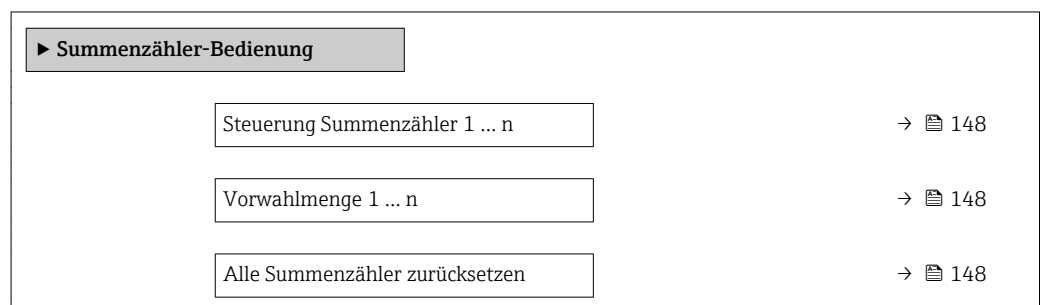 ▶ Summenzähler-Bedienung
Steuerung Summenzähler 1 … n → 148
Vorwahlmenge 1 … n → 148
Alle Summenzähler zurücksetzen → 148